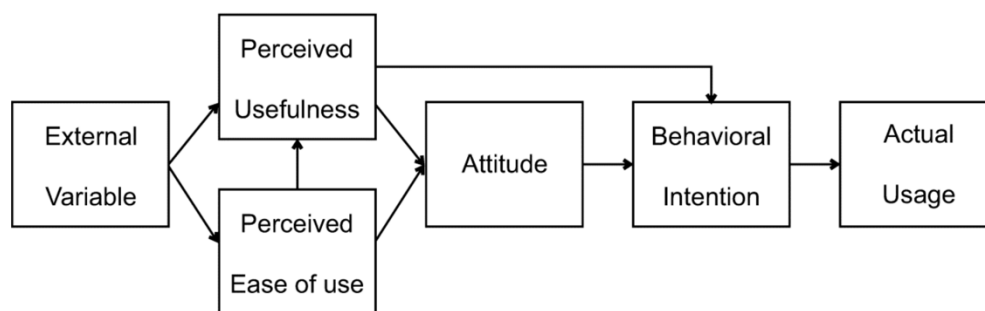 Perceived
Usefulness
External
Variable
Perceived
Ease of use
Attitude
Behavioral
Intention
Actual
Usage